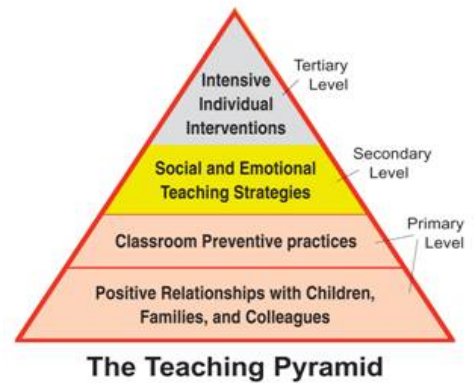 Intensive
Individual
Interventions
Tertiary
Level
Social and Emotional
Teaching Strategies
Secondary
Level
Classroom Preventive practices
Primary
Level
Positive Relationships with Children,
Families, and Colleagues
The Teaching Pyramid